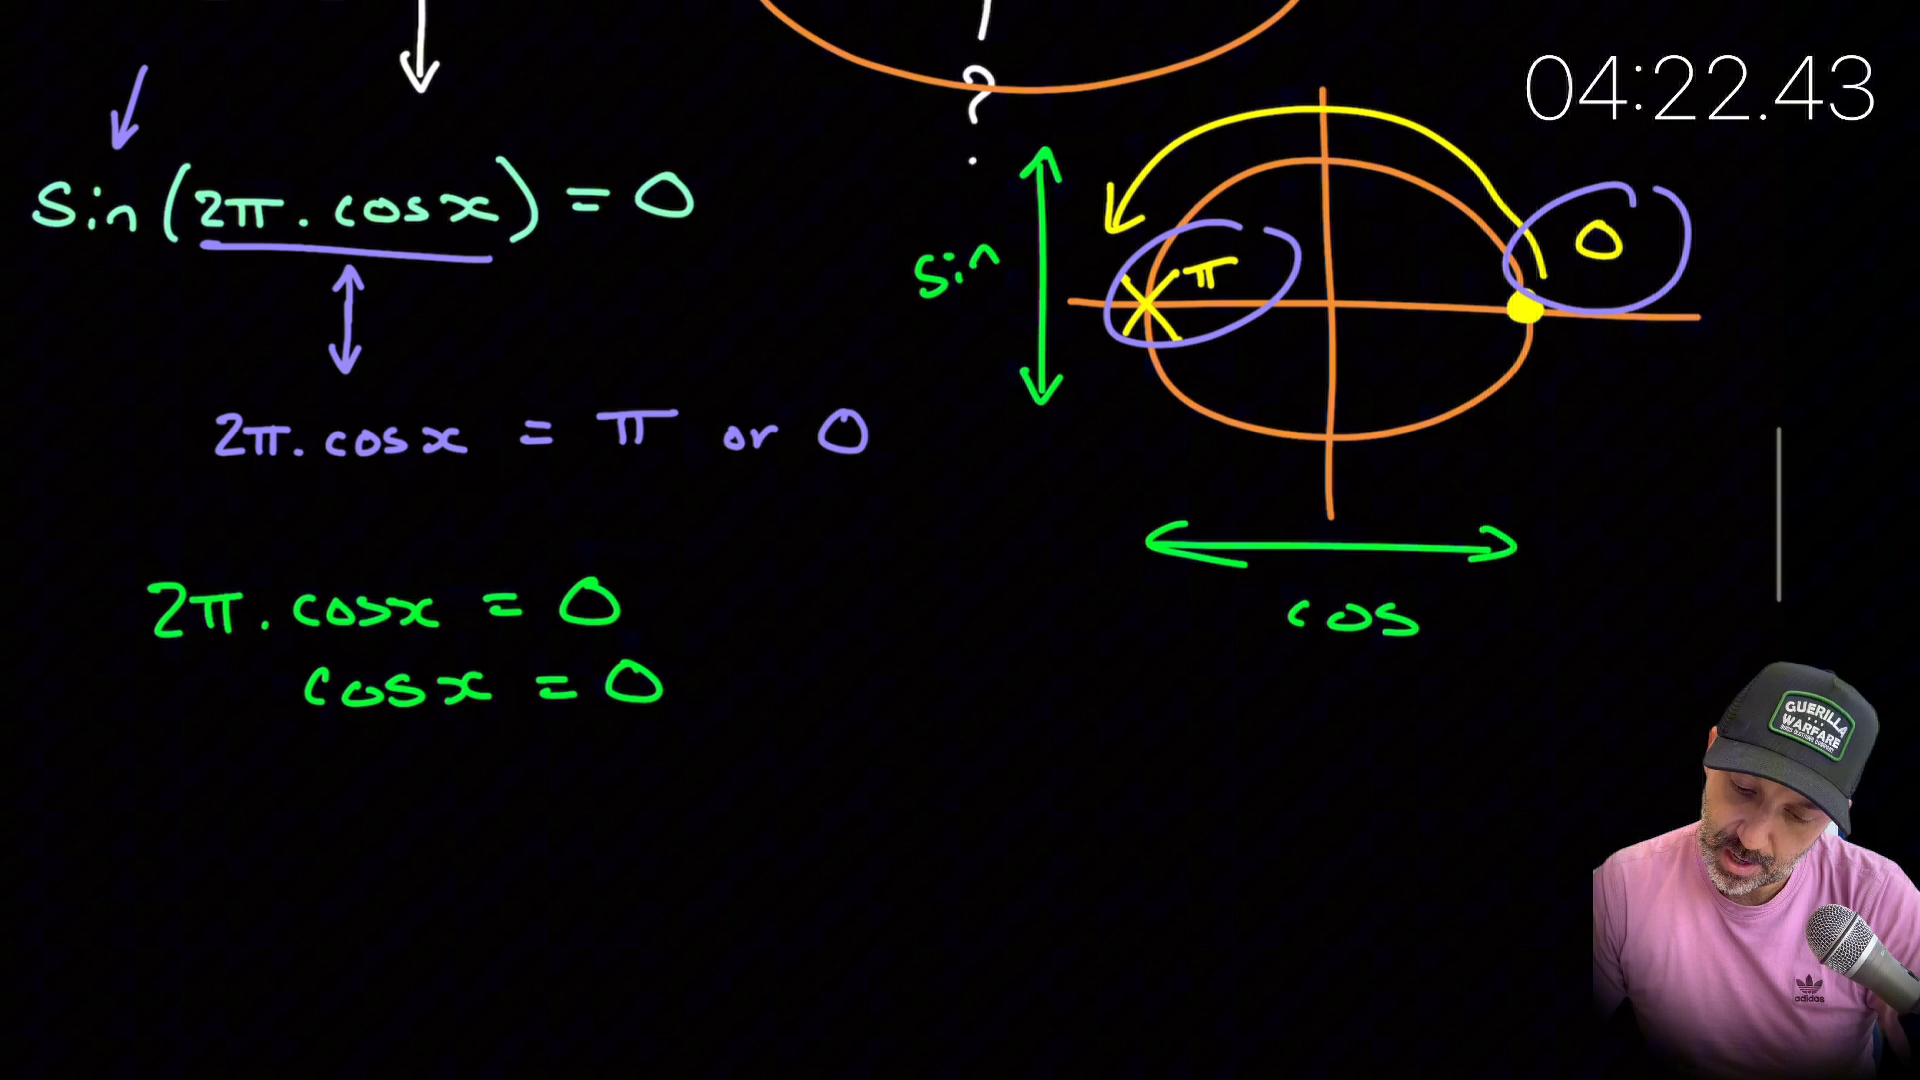 ?
04:22.43
sin(2π.cosx) = 0
sin
π
0
2π.cosx = π or 0
2π.cosx = 0
cosx = 0
cos
GUERILLA
WARFARE
adidas